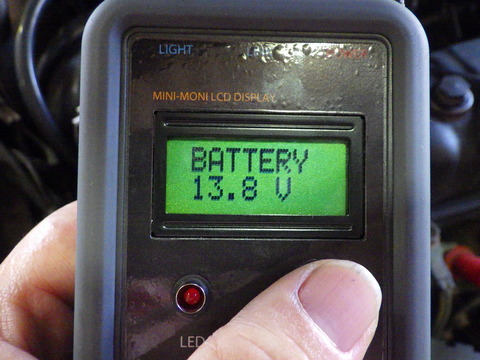 LIGHT
MINI-MONI LCD DISPLAY
BATTERY
13.8 V
LED